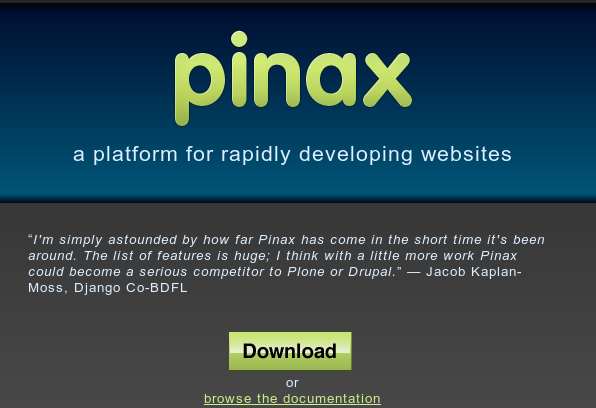 pinax
a platform for rapidly developing websites
“I'm simply astounded by how far Pinax has come in the short time it's been
around. The list of features is huge; I think with a little more work Pinax
could become a serious competitor to Plone or Drupal.” — Jacob Kaplan-
Moss, Django Co-BDFL
Download
or
browse the documentation